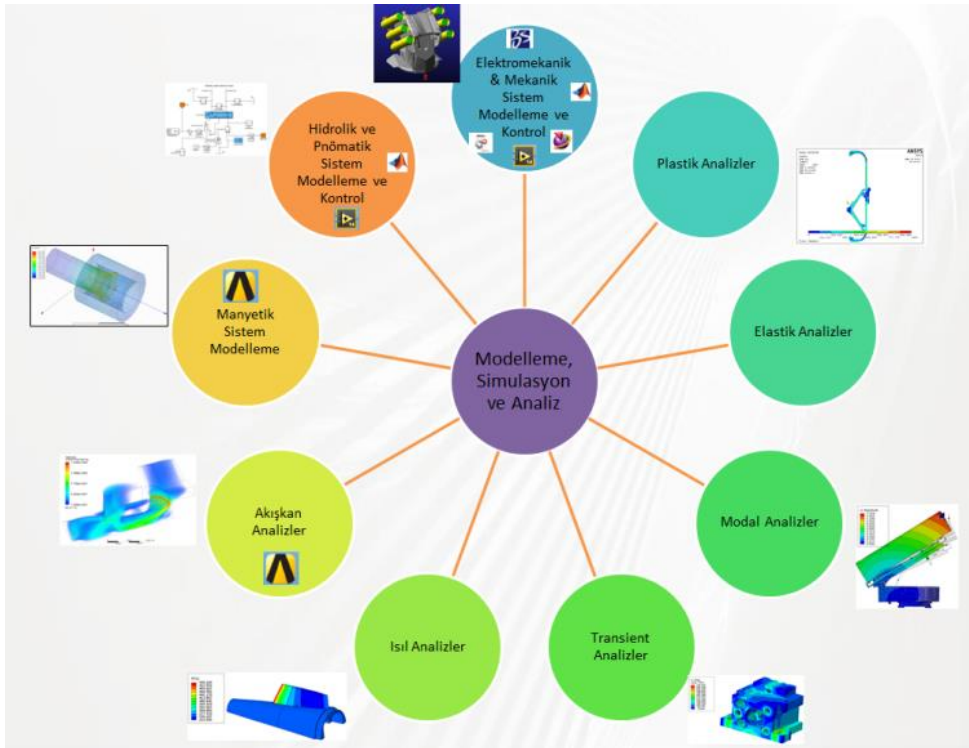 Elektromekanik
& Mekanik
Sistem
Modelleme ve
Kontrol
Hidrolik ve
Pnömatik
Sistem
Modelleme ve
Kontrol
Plastik Analizler
ANSYS
Manyetik
Sistem
Modelleme
Elastik Analizler
Modelleme,
Simulasyon
ve Analiz
Akışkan
Analizler
Modal Analizler
Isıl Analizler
Transient
Analizler